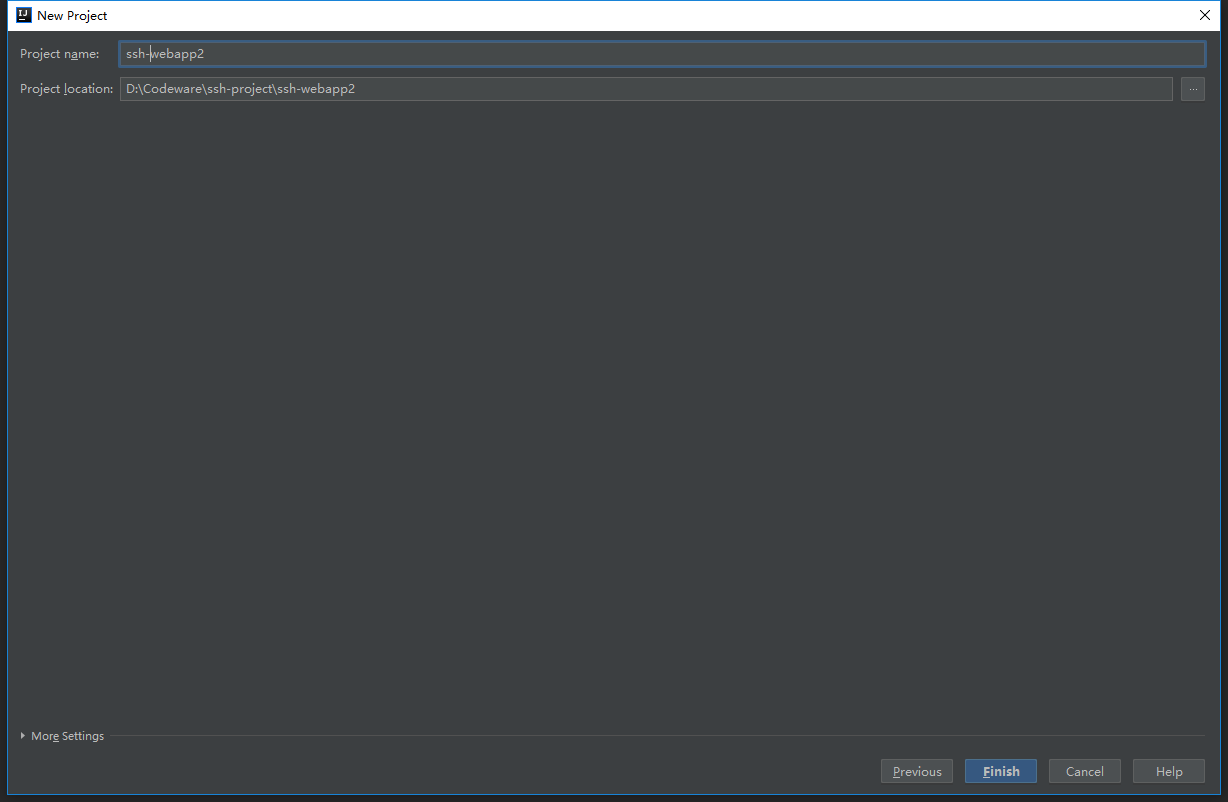 New Project
Project name: ssh-webapp2
Project location: D:\Codeware\ssh-project\ssh-webapp2 ...
More Settings
Previous Finish Cancel Help